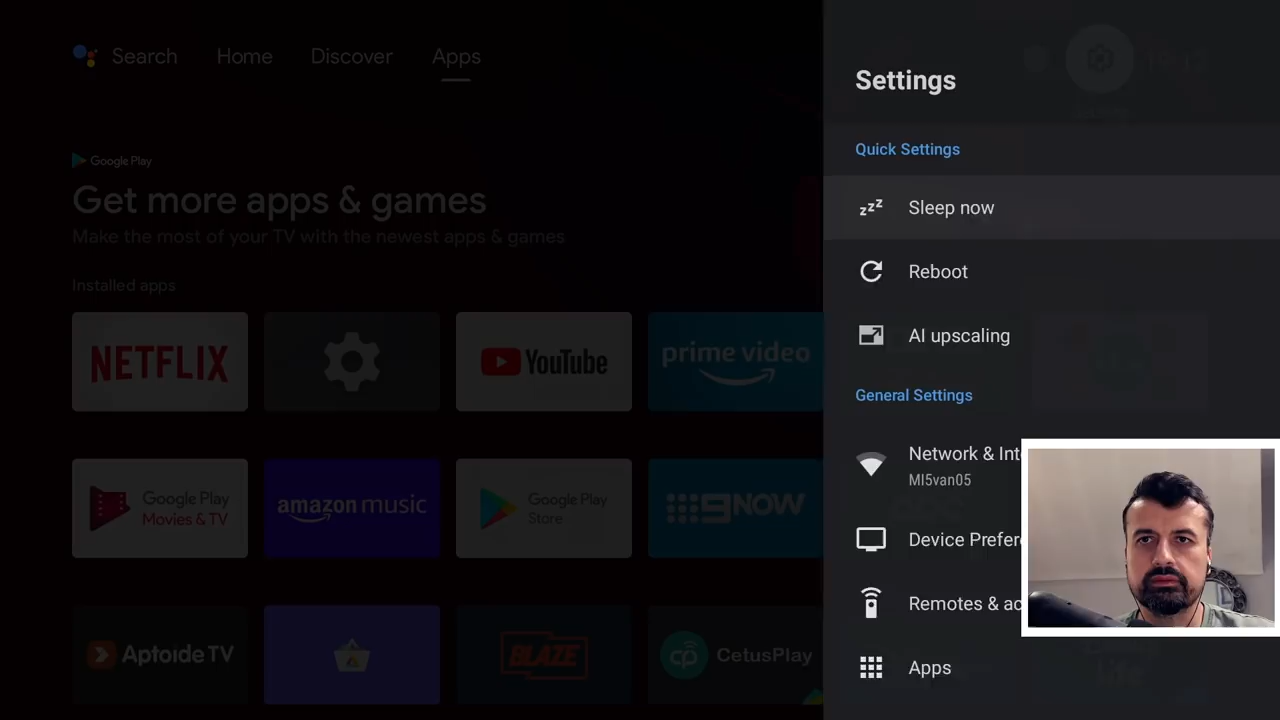 Search
Home
Discover
Apps
Google Play
Get more apps & games
Make the most of your TV with the newest apps & games
Installed apps
NETFLIX
YouTube
prime video
Google Play
Movies & TV
amazon music
Google Play
Store
9NOW
Aptoide TV
BLAZE
cp CetusPlay
Settings
Quick Settings
zzz Sleep now
Reboot
AI upscaling
General Settings
Network & Int
MI5van05
Device Prefer
Remotes & ac
Apps